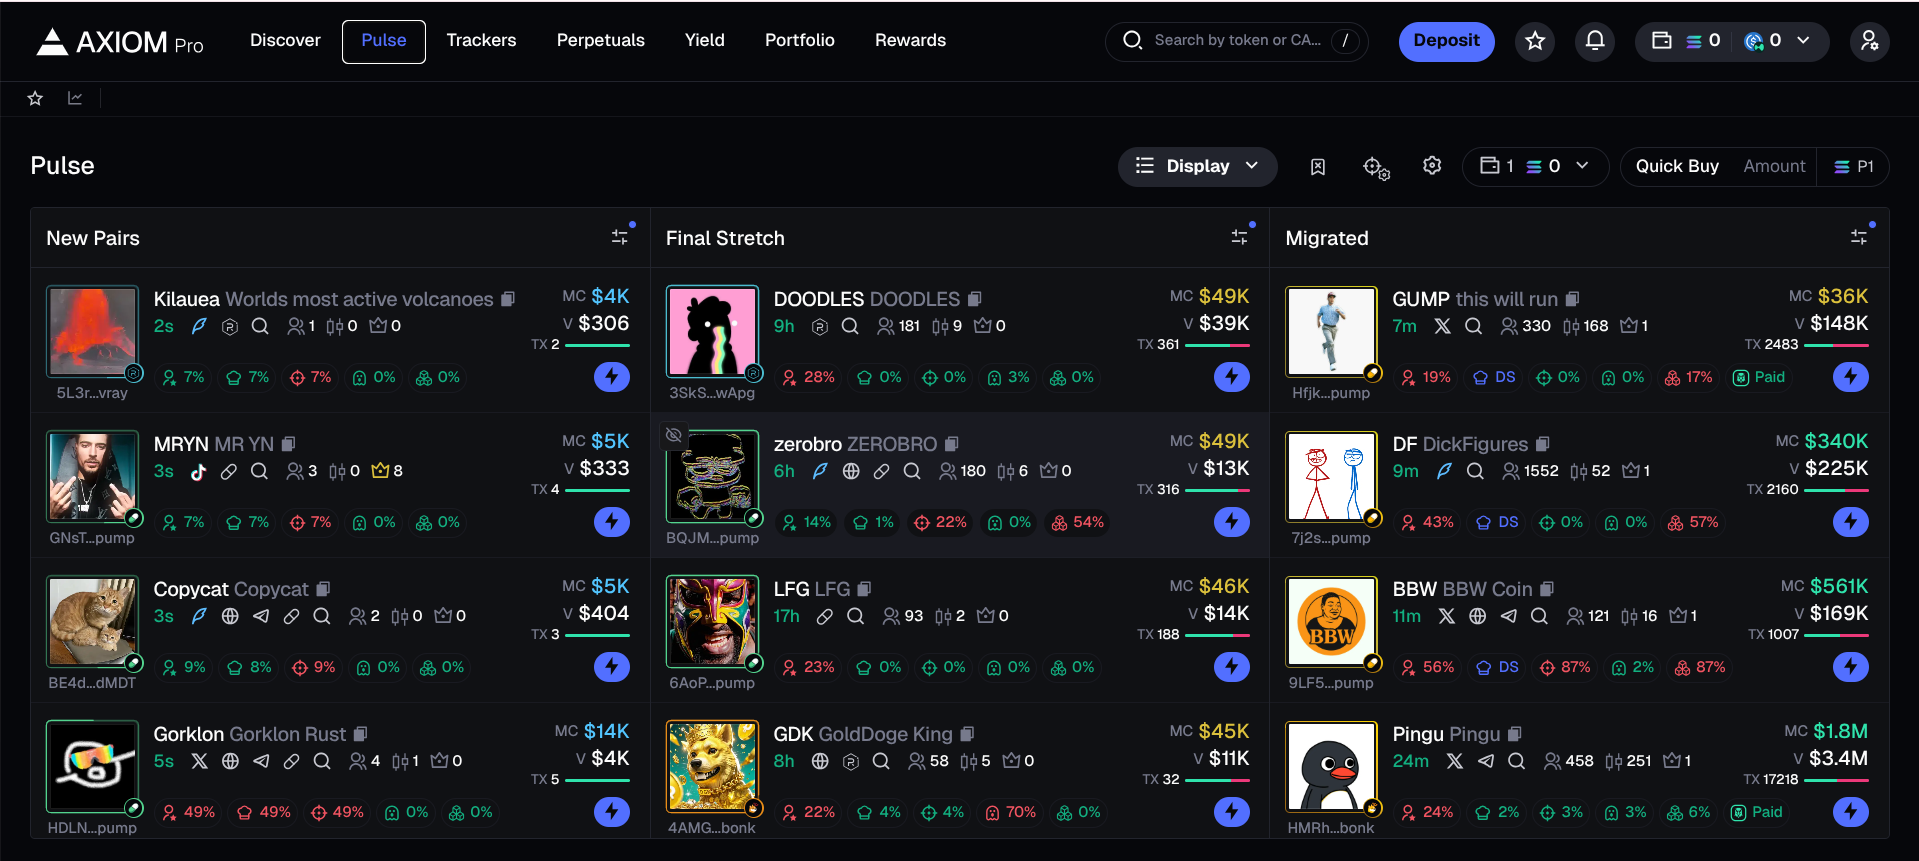 AXIOM Pro
Discover
Pulse
Trackers
Perpetuals
Yield
Portfolio
Rewards
Search by token or CA...
/
Deposit
0
0
Pulse
Display
1
0
Quick Buy
Amount
P1
New Pairs
Kilauea Worlds most active volcanoes
MC $4K
2s 1 0 0
V $306
TX 2
7% 7% 7% 0% 0%
5L3r...vray
MRYN MR YN
MC $5K
3s 3 0 8
V $333
TX 4
7% 7% 7% 0% 0%
GNsT...pump
Copycat Copycat
MC $5K
3s 2 0 0
V $404
TX 3
9% 8% 9% 0% 0%
BE4d...dMDT
Gorklon Gorklon Rust
MC $14K
5s 4 1 0
V $4K
TX 5
49% 49% 49% 0% 0%
HDLN...pump
Final Stretch
DOODLES DOODLES
MC $49K
9h 181 9 0
V $39K
TX 361
28% 0% 0% 3% 0%
3SkS...wApg
zerobro ZEROBRO
MC $49K
6h 180 6 0
V $13K
TX 316
14% 1% 22% 0% 54%
BQJM...pump
LFG LFG
MC $46K
17h 93 2 0
V $14K
TX 188
23% 0% 0% 0% 0%
6AoP...pump
GDK GoldDoge King
MC $45K
8h 58 5 0
V $11K
TX 32
22% 4% 4% 70% 0%
4AMG...bonk
Migrated
GUMP this will run
MC $36K
7m 330 168 1
V $148K
TX 2483
19% DS 0% 0% 17% Paid
Hfjk...pump
DF DickFigures
MC $340K
9m 1552 52 1
V $225K
TX 2160
43% DS 0% 0% 57%
7j2s...pump
BBW
BBW BBW Coin
MC $561K
11m 121 16 1
V $169K
TX 1007
56% DS 87% 2% 87%
9LF5...pump
Pingu Pingu
MC $1.8M
24m 458 251 1
V $3.4M
TX 17218
24% 2% 3% 3% 6% Paid
HMRh...bonk